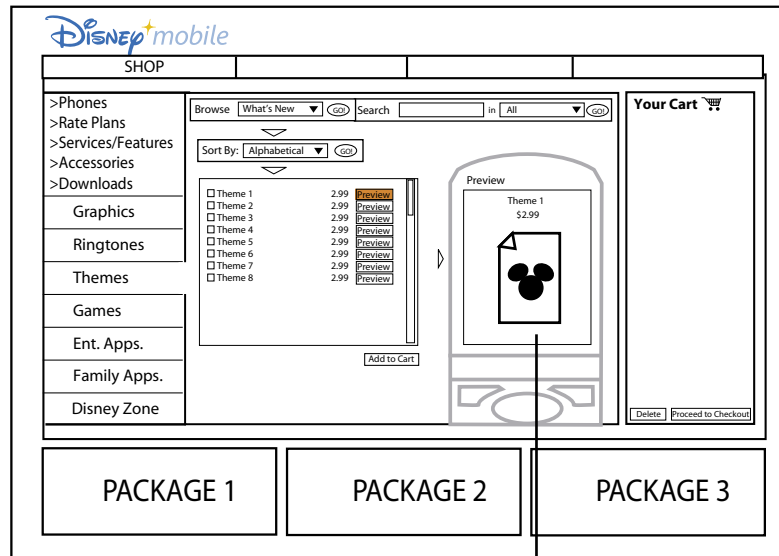 Disney mobile
SHOP
>Phones
>Rate Plans
>Services/Features
>Accessories
>Downloads
Graphics
Ringtones
Themes
Games
Ent. Apps.
Family Apps.
Disney Zone
Browse What's New GO! Search in All GO!
Sort By: Alphabetical GO!
Theme 1 2.99 Preview
Theme 2 2.99 Preview
Theme 3 2.99 Preview
Theme 4 2.99 Preview
Theme 5 2.99 Preview
Theme 6 2.99 Preview
Theme 7 2.99 Preview
Theme 8 2.99 Preview
Add to Cart
Preview
Theme 1
$2.99
Your Cart
Delete Proceed to Checkout
PACKAGE 1 PACKAGE 2 PACKAGE 3